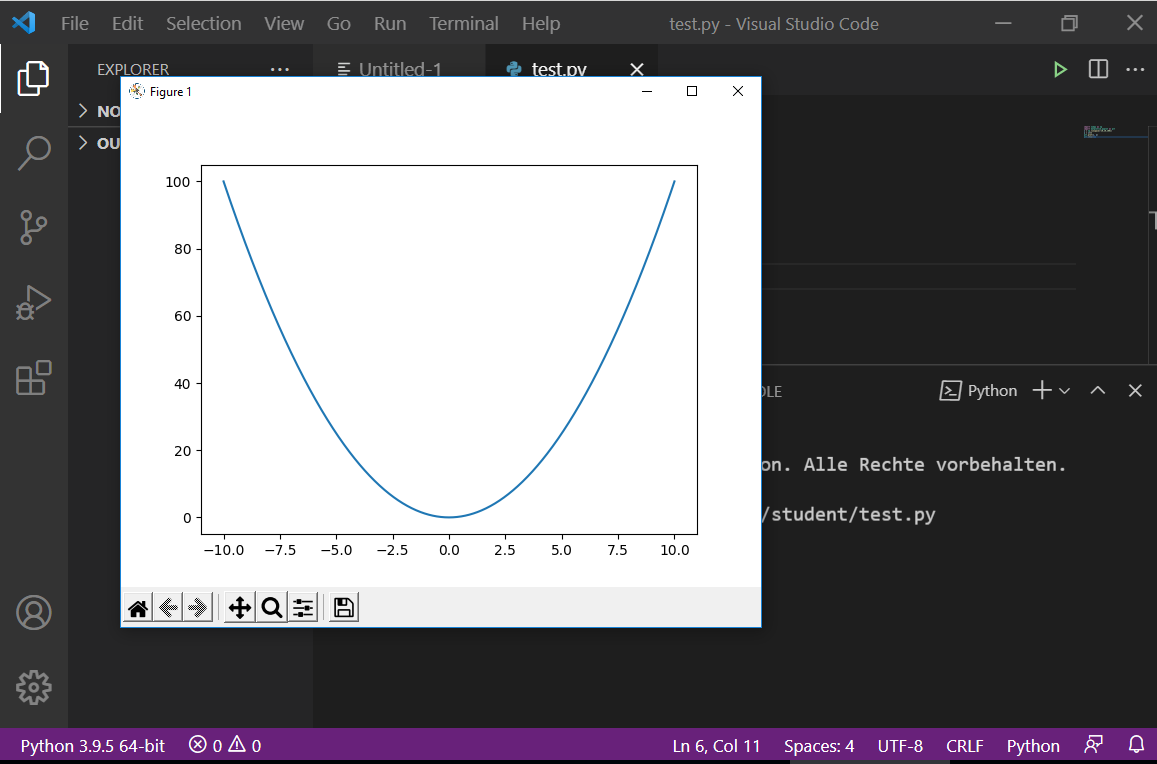 File Edit Selection View Go Run Terminal Help test.py - Visual Studio Code
EXPLORER Untitled-1 test.py
NO
OU
Figure 1
100
80
60
40
20
0
−10.0 −7.5 −5.0 −2.5 0.0 2.5 5.0 7.5 10.0
OLE Python
on. Alle Rechte vorbehalten.
/student/test.py
Python 3.9.5 64-bit 0 0 Ln 6, Col 11 Spaces: 4 UTF-8 CRLF Python